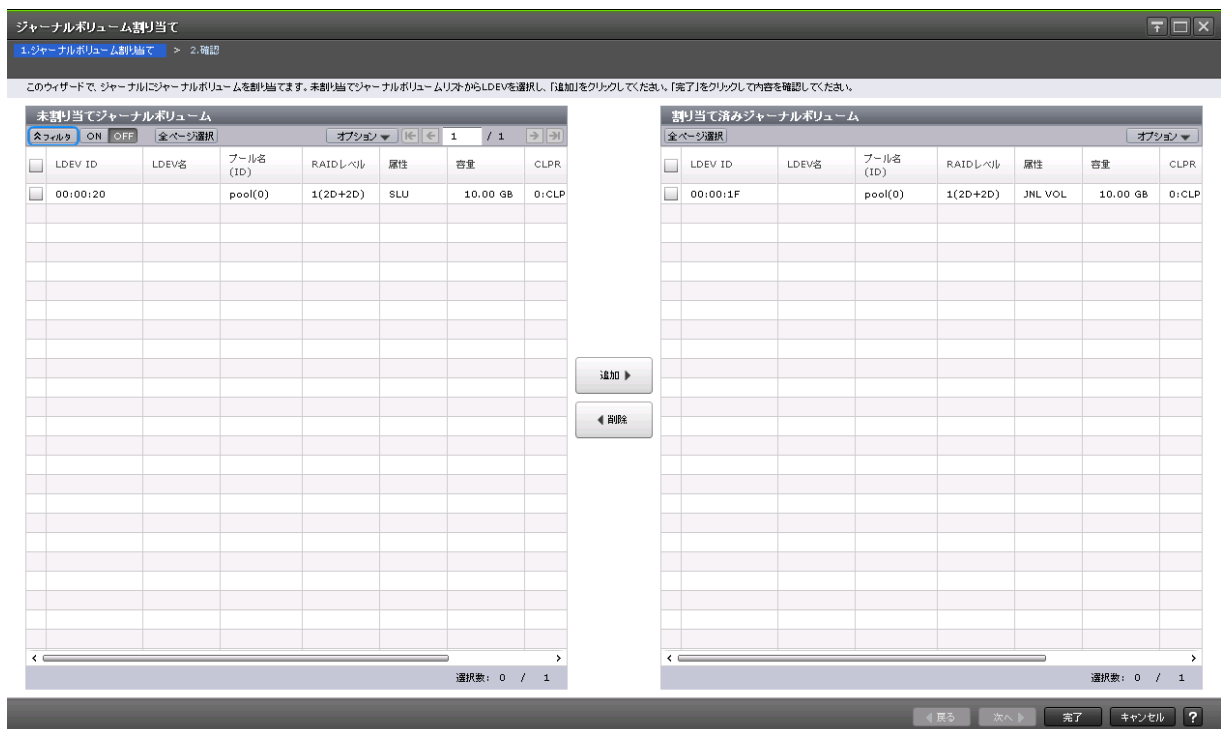 ジャーナルボリューム割り当て
1.ジャーナルボリューム割り当て > 2.確認
このウィザードで、ジャーナルにジャーナルボリュームを割り当てます。未割り当てジャーナルボリュームリストからLDEVを選択し、「追加」をクリックしてください。「完了」をクリックして内容を確認してください。
未割り当てジャーナルボリューム
フィルタ ON OFF 全ページ選択 オプション 1 / 1
LDEV ID LDEV名 プール名 (ID) RAIDレベル 属性 容量 CLPR
00:00:20 pool(0) 1(2D+2D) SLU 10.00 GB 0:CLP
選択数: 0 / 1
追加
削除
割り当て済みジャーナルボリューム
全ページ選択 オプション
LDEV ID LDEV名 プール名 (ID) RAIDレベル 属性 容量 CLPR
00:00:1F pool(0) 1(2D+2D) JNL VOL 10.00 GB 0:CLP
選択数: 0 / 1
戻る 次へ 完了 キャンセル ?